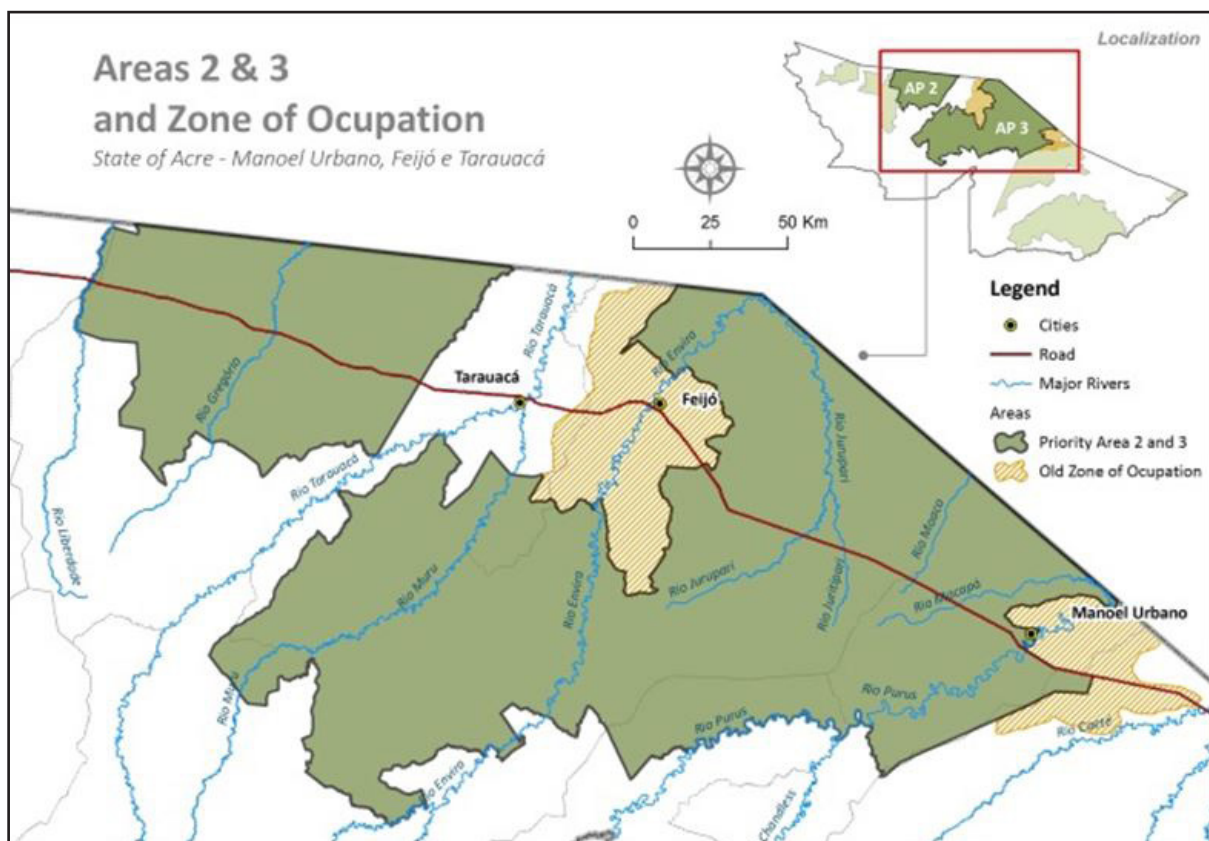 Areas 2 & 3
and Zone of Ocupation
State of Acre - Manoel Urbano, Feijó e Tarauacá
Localization
AP 2
AP 3
0 25 50 Km
Legend
Cities
Road
Major Rivers
Areas
Priority Area 2 and 3
Old Zone of Ocupation
Rio Tarauacá
Rio Envira
Tarauacá
Feijó
Rio Gregório
Rio Jurupari
Rio Tarauacá
Rio Liberdade
Rio Moaco
Rio Muru
Rio Envira
Rio Jurupari
Rio Juritipari
Rio Macapá
Manoel Urbano
Rio Muru
Rio Purus
Rio Purus
Rio Caeté
Rio Envira
Chandless